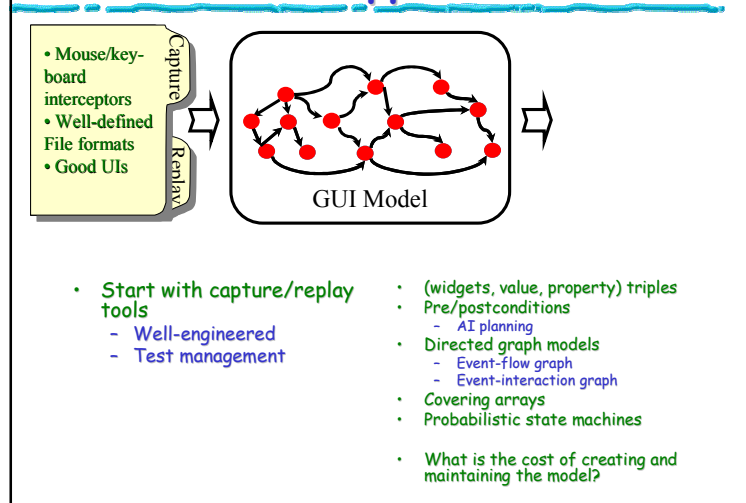 • Mouse/key-
board
interceptors
• Well-defined
File formats
• Good UIs
Capture
Replay
GUI Model
• Start with capture/replay
tools
– Well-engineered
– Test management
• (widgets, value, property) triples
• Pre/postconditions
– AI planning
• Directed graph models
– Event-flow graph
– Event-interaction graph
• Covering arrays
• Probabilistic state machines
• What is the cost of creating and
maintaining the model?